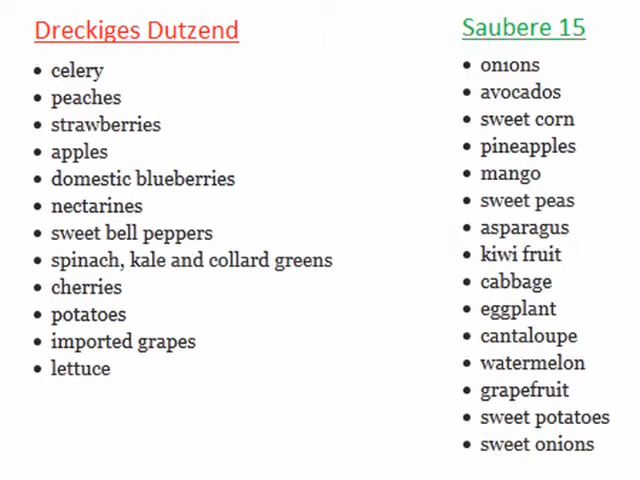 Dreckiges Dutzend
celery
peaches
strawberries
apples
domestic blueberries
nectarines
sweet bell peppers
spinach, kale and collard greens
cherries
potatoes
imported grapes
lettuce
Saubere 15
onions
avocados
sweet corn
pineapples
mango
sweet peas
asparagus
kiwi fruit
cabbage
eggplant
cantaloupe
watermelon
grapefruit
sweet potatoes
sweet onions